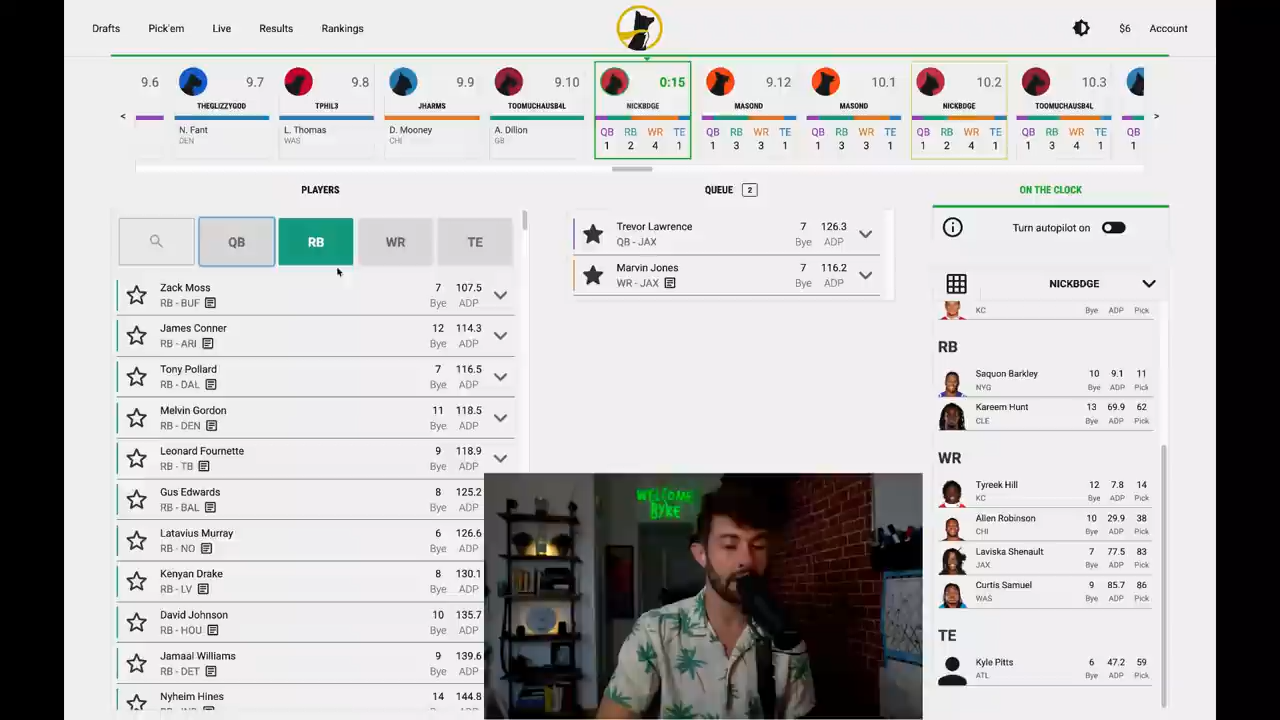 Drafts Pick'em Live Results Rankings $6 Account
9.6 9.7 9.8 9.9 9.10 0:15 9.12 10.1 10.2 10.3
THEGLIZZYGOD TPHIL3 JHARMS TOOMUCHAUSB4L NICKBDGE MASOND MASOND NICKBDGE TOOMUCHAUSB4L
N. Fant L. Thomas D. Mooney A. Dillon QB RB WR TE QB RB WR TE QB RB WR TE QB RB WR TE QB RB WR TE QB
DEN WAS CHI GB
< 1 2 4 1 1 3 3 1 1 3 3 1 1 2 4 1 1 3 4 1 1 >
PLAYERS QUEUE 2 ON THE CLOCK
QB RB WR TE
Trevor Lawrence 7 126.3
QB - JAX Bye ADP
Marvin Jones 7 116.2
WR - JAX Bye ADP
Turn autopilot on
Zack Moss 7 107.5
RB - BUF Bye ADP
James Conner 12 114.3
RB - ARI Bye ADP
Tony Pollard 7 116.5
RB - DAL Bye ADP
Melvin Gordon 11 118.5
RB - DEN Bye ADP
Leonard Fournette 9 118.9
RB - TB Bye ADP
Gus Edwards 8 125.2
RB - BAL Bye ADP
Latavius Murray 6 126.6
RB - NO Bye ADP
Kenyan Drake 8 130.1
RB - LV Bye ADP
David Johnson 10 135.7
RB - HOU Bye ADP
Jamaal Williams 9 139.6
RB - DET Bye ADP
Nyheim Hines 14 144.8
WELCOME
BYKE
NICKBDGE
KC Bye ADP Pick
RB
Saquon Barkley 10 9.1 11
NYG Bye ADP Pick
Kareem Hunt 13 69.9 62
CLE Bye ADP Pick
WR
Tyreek Hill 12 7.8 14
KC Bye ADP Pick
Allen Robinson 10 29.9 38
CHI Bye ADP Pick
Laviska Shenault 7 77.5 83
JAX Bye ADP Pick
Curtis Samuel 9 85.7 86
WAS Bye ADP Pick
TE
Kyle Pitts 6 47.2 59
ATL Bye ADP Pick